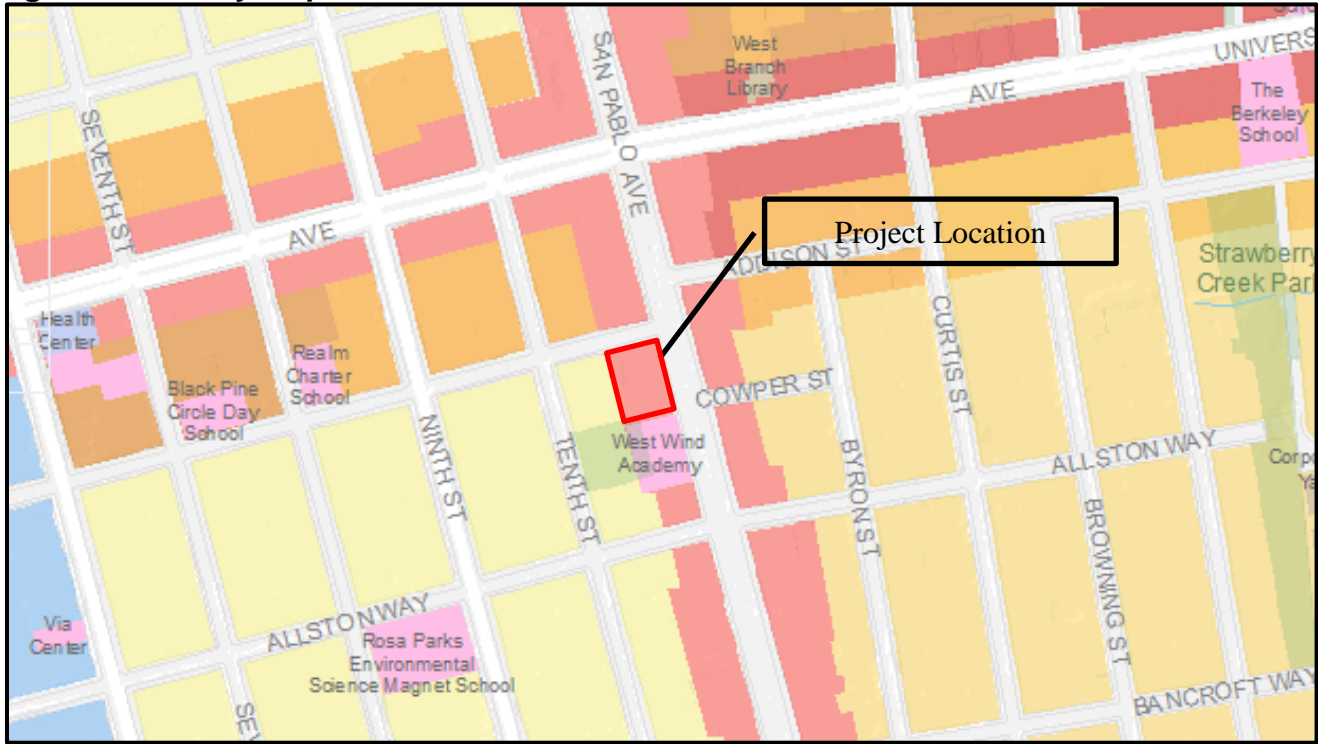 SAN PABLO AVE
West
Branch
Library
UNIVERS
AVE
The
Berkeley
School
SEVENTH ST
AVE
Project Location
ADDISON ST
Strawberry
Creek Par
Health
Center
Realm
Charter
School
Black Pine
Circle Day
School
CURTIS ST
COWPER ST
NINTH ST
TENTH ST
West Wind
Academy
BYRON ST
ALLSTON WAY
Corp
Ya
BROWNING ST
Via
Center
ALLSTON WAY
Rosa Parks
Environmental
Science Magnet School
SEV
BANCROFT WAY